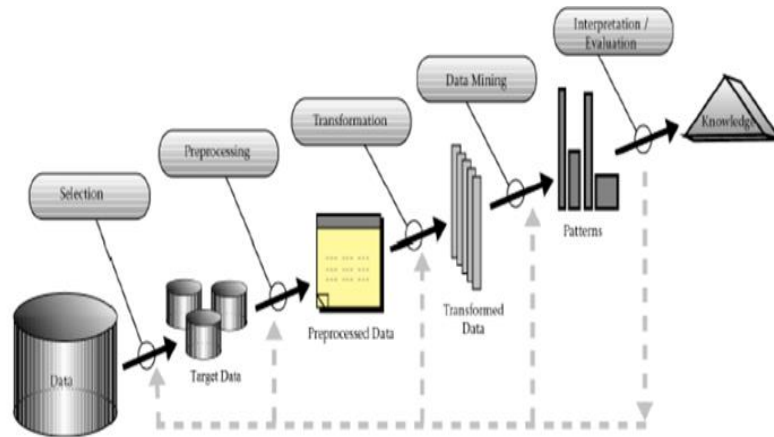 Interpretation /
Evaluation
Data Mining
Transformation
Preprocessing
Selection
Knowledge
Patterns
Transformed
Data
Preprocessed Data
Target Data
Data